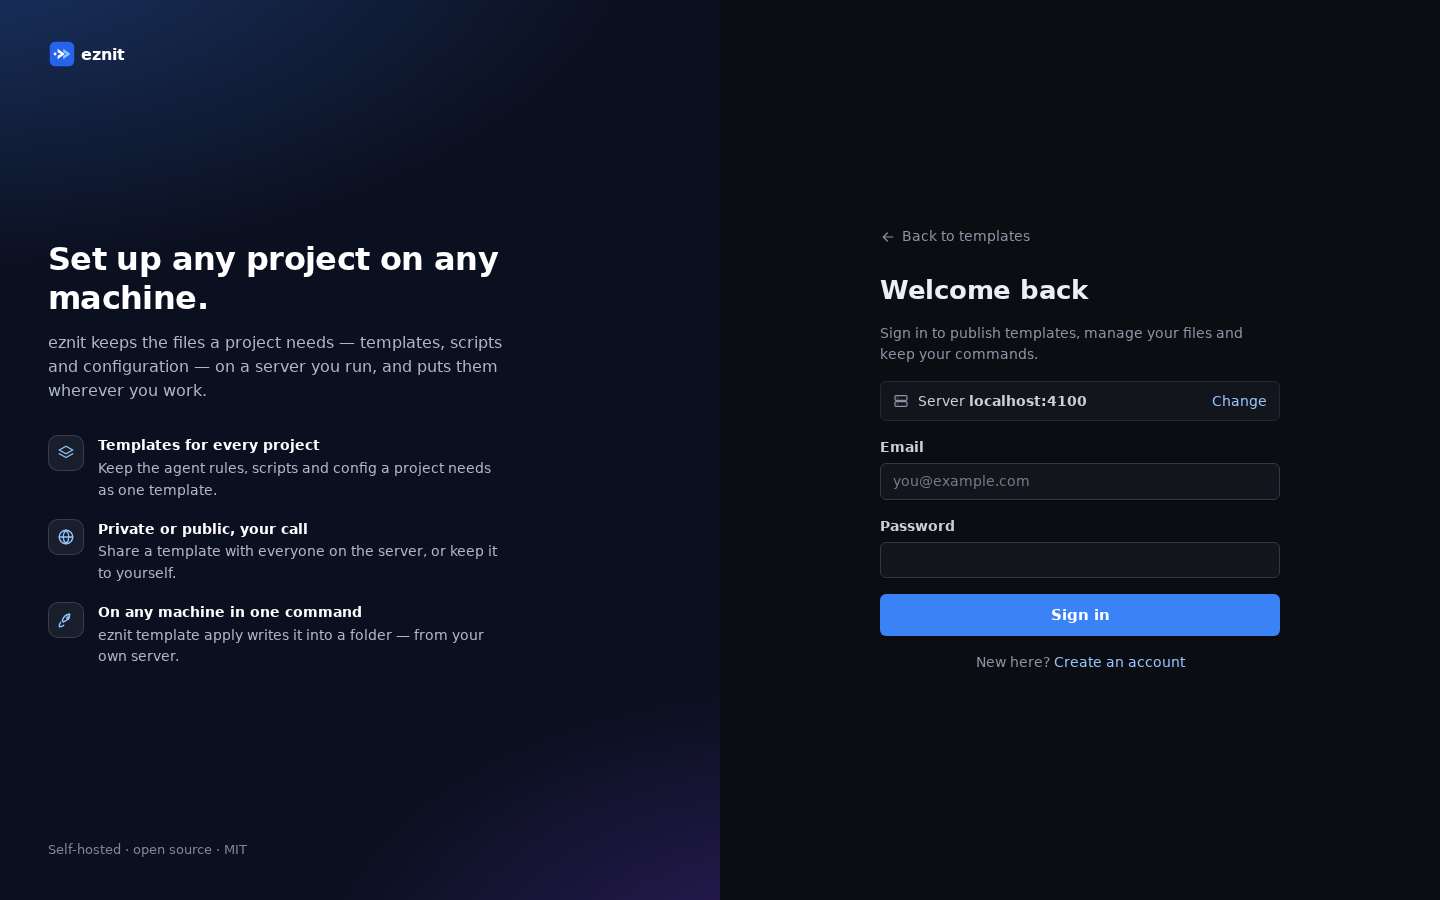 eznit
Set up any project on any
machine.
eznit keeps the files a project needs — templates, scripts
and configuration — on a server you run, and puts them
wherever you work.
Templates for every project
Keep the agent rules, scripts and config a project needs
as one template.
Private or public, your call
Share a template with everyone on the server, or keep it
to yourself.
On any machine in one command
eznit template apply writes it into a folder — from your
own server.
Self-hosted · open source · MIT
Back to templates
Welcome back
Sign in to publish templates, manage your files and
keep your commands.
Server localhost:4100 Change
Email
you@example.com
Password
Sign in
New here? Create an account